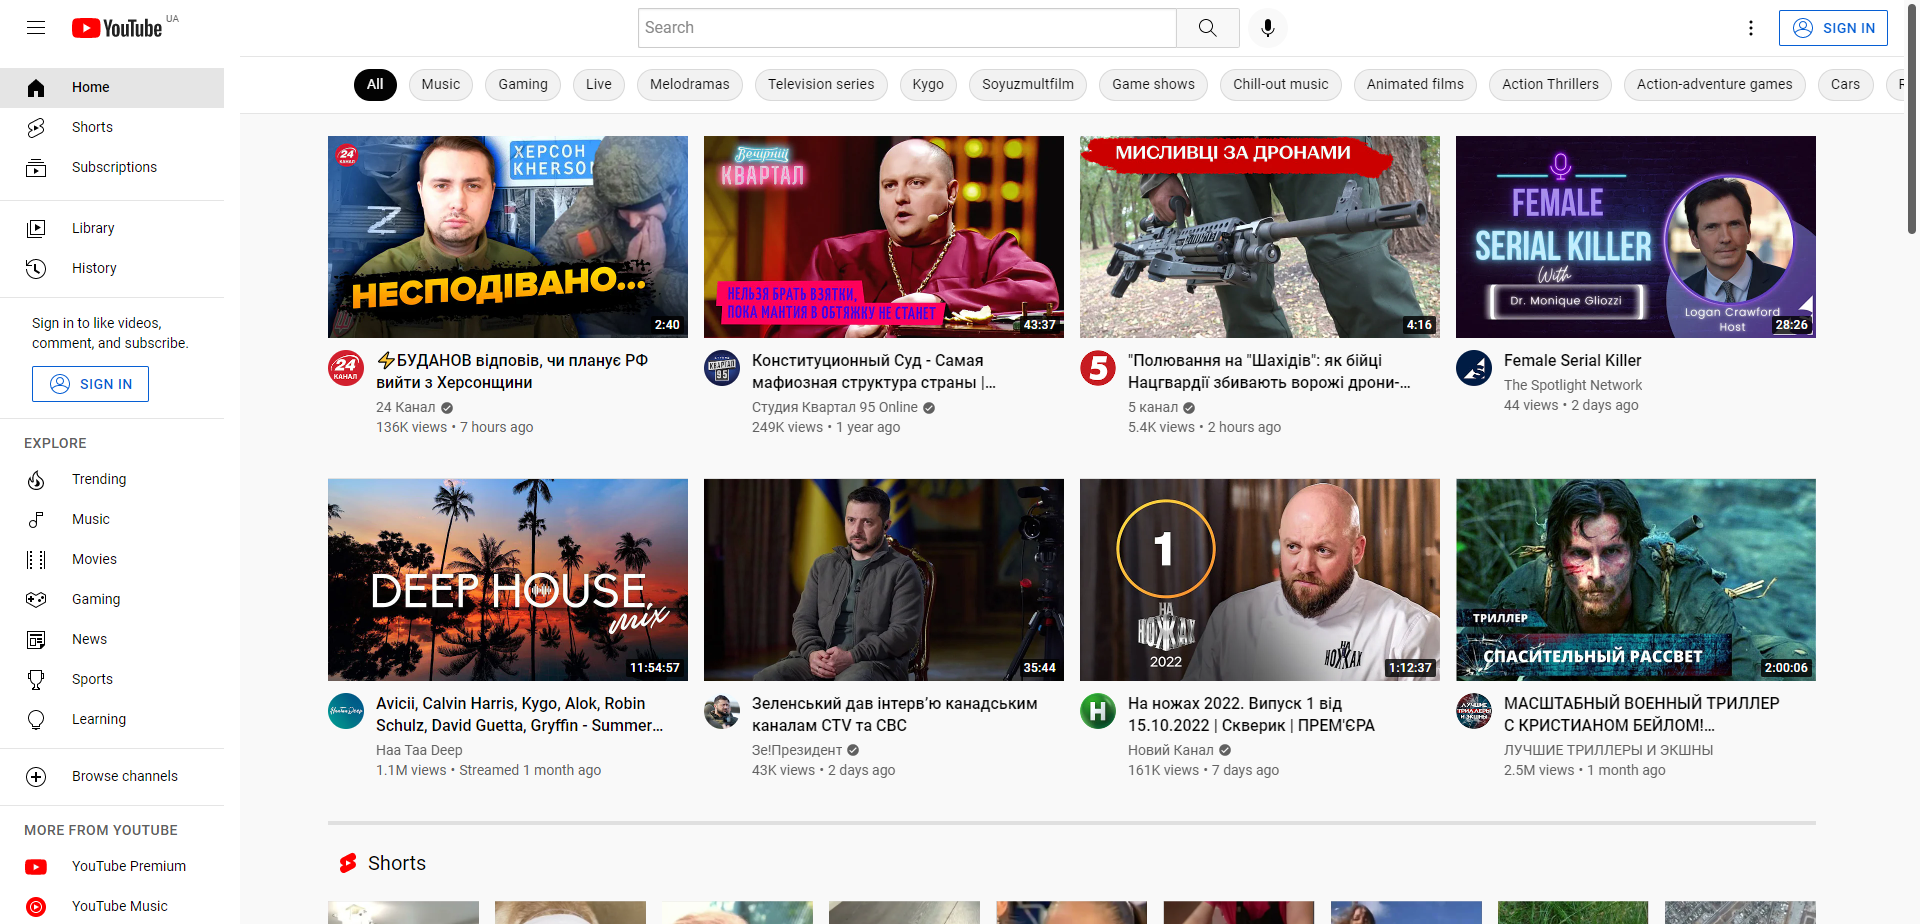 YouTube UA
Search
SIGN IN
Home
Shorts
Subscriptions
Library
History
Sign in to like videos,
comment, and subscribe.
SIGN IN
EXPLORE
Trending
Music
Movies
Gaming
News
Sports
Learning
Browse channels
MORE FROM YOUTUBE
YouTube Premium
YouTube Music
All Music Gaming Live Melodramas Television series Kygo Soyuzmultfilm Game shows Chill-out music Animated films Action Thrillers Action-adventure games Cars
24
КАНАЛ
ХЕРСОН
KHERSON
Z
НЕСПОДІВАНО...
2:40
24
КАНАЛ
⚡БУДАНОВ відповів, чи планує РФ
вийти з Херсонщини
24 Канал
136K views • 7 hours ago
Вечірній
КВАРТАЛ
НЕЛЬЗЯ БРАТЬ ВЗЯТКИ,
ПОКА МАНТИЯ В ОБТЯЖКУ НЕ СТАНЕТ
43:37
КВАРТАЛ
95
Конституционный Суд - Самая
мафиозная структура страны |...
Студия Квартал 95 Online
249K views • 1 year ago
МИСЛИВЦІ ЗА ДРОНАМИ
4:16
5
"Полювання на "Шахідів": як бійці
Нацгвардії збивають ворожі дрони-...
5 канал
5.4K views • 2 hours ago
FEMALE
SERIAL KILLER
With
Dr. Monique Gliozzi
Logan Crawford
Host
28:26
Female Serial Killer
The Spotlight Network
44 views • 2 days ago
DEEP HOUSE
mix
11:54:57
HaaTaaDeep
Avicii, Calvin Harris, Kygo, Alok, Robin
Schulz, David Guetta, Gryffin - Summer...
Haa Taa Deep
1.1M views • Streamed 1 month ago
35:44
Зеленський дав інтерв’ю канадським
каналам CTV та CBC
Зе!Президент
43K views • 2 days ago
1
НА
НОЖАХ
2022
НА
НОЖАХ
1:12:37
Н
На ножах 2022. Випуск 1 від
15.10.2022 | Скверик | ПРЕМ'ЄРА
Новий Канал
161K views • 7 days ago
ТРИЛЛЕР
СПАСИТЕЛЬНЫЙ РАССВЕТ
2:00:06
ЛУЧШИЕ
ТРИЛЛЕРЫ
И ЭКШНЫ
МАСШТАБНЫЙ ВОЕННЫЙ ТРИЛЛЕР
С КРИСТИАНОМ БЕЙЛОМ!...
ЛУЧШИЕ ТРИЛЛЕРЫ И ЭКШНЫ
2.5M views • 1 month ago
Shorts